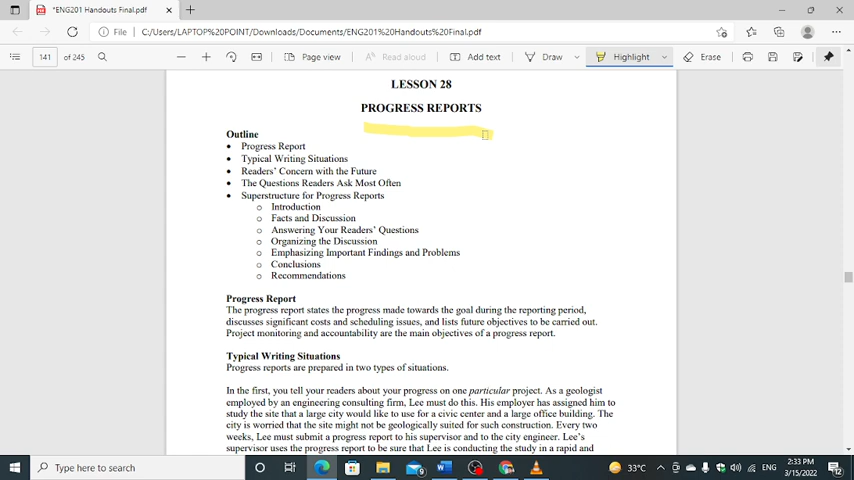 *ENG201 Handouts Final.pdf
File C:/Users/LAPTOP%20POINT/Downloads/Documents/ENG201%20Handouts%20Final.pdf
141 of 245 Page view Read aloud Add text Draw Highlight Erase
LESSON 28
PROGRESS REPORTS
Outline
• Progress Report
• Typical Writing Situations
• Readers' Concern with the Future
• The Questions Readers Ask Most Often
• Superstructure for Progress Reports
o Introduction
o Facts and Discussion
o Answering Your Readers' Questions
o Organizing the Discussion
o Emphasizing Important Findings and Problems
o Conclusions
o Recommendations
Progress Report
The progress report states the progress made towards the goal during the reporting period,
discusses significant costs and scheduling issues, and lists future objectives to be carried out.
Project monitoring and accountability are the main objectives of a progress report.
Typical Writing Situations
Progress reports are prepared in two types of situations.
In the first, you tell your readers about your progress on one particular project. As a geologist
employed by an engineering consulting firm, Lee must do this. His employer has assigned him to
study the site that a large city would like to use for a civic center and a large office building. The
city is worried that the site might not be geologically suited for such construction. Every two
weeks, Lee must submit a progress report to his supervisor and to the city engineer. Lee's
supervisor uses the progress report to be sure that Lee is conducting the study in a rapid and
Type here to search
33°C ENG 2:33 PM
3/15/2022